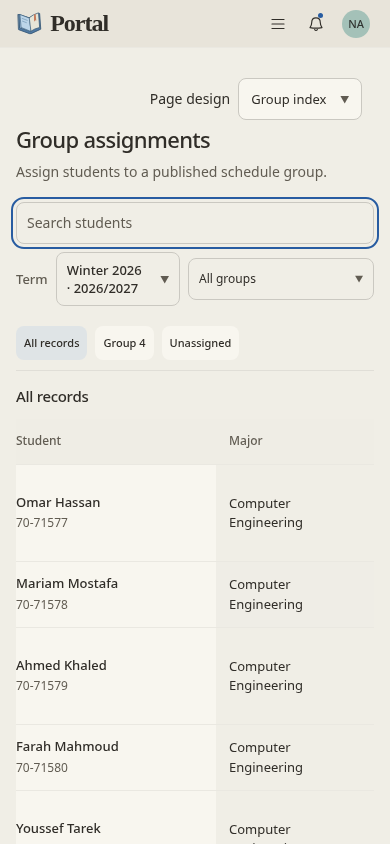 Portal
NA
Page design
Group index
Group assignments
Assign students to a published schedule group.
Search students
Term
Winter 2026
· 2026/2027
All groups
All records
Group 4
Unassigned
All records
Student
Major
Omar Hassan
70-71577
Computer
Engineering
Mariam Mostafa
70-71578
Computer
Engineering
Ahmed Khaled
70-71579
Computer
Engineering
Farah Mahmoud
70-71580
Computer
Engineering
Youssef Tarek
Computer